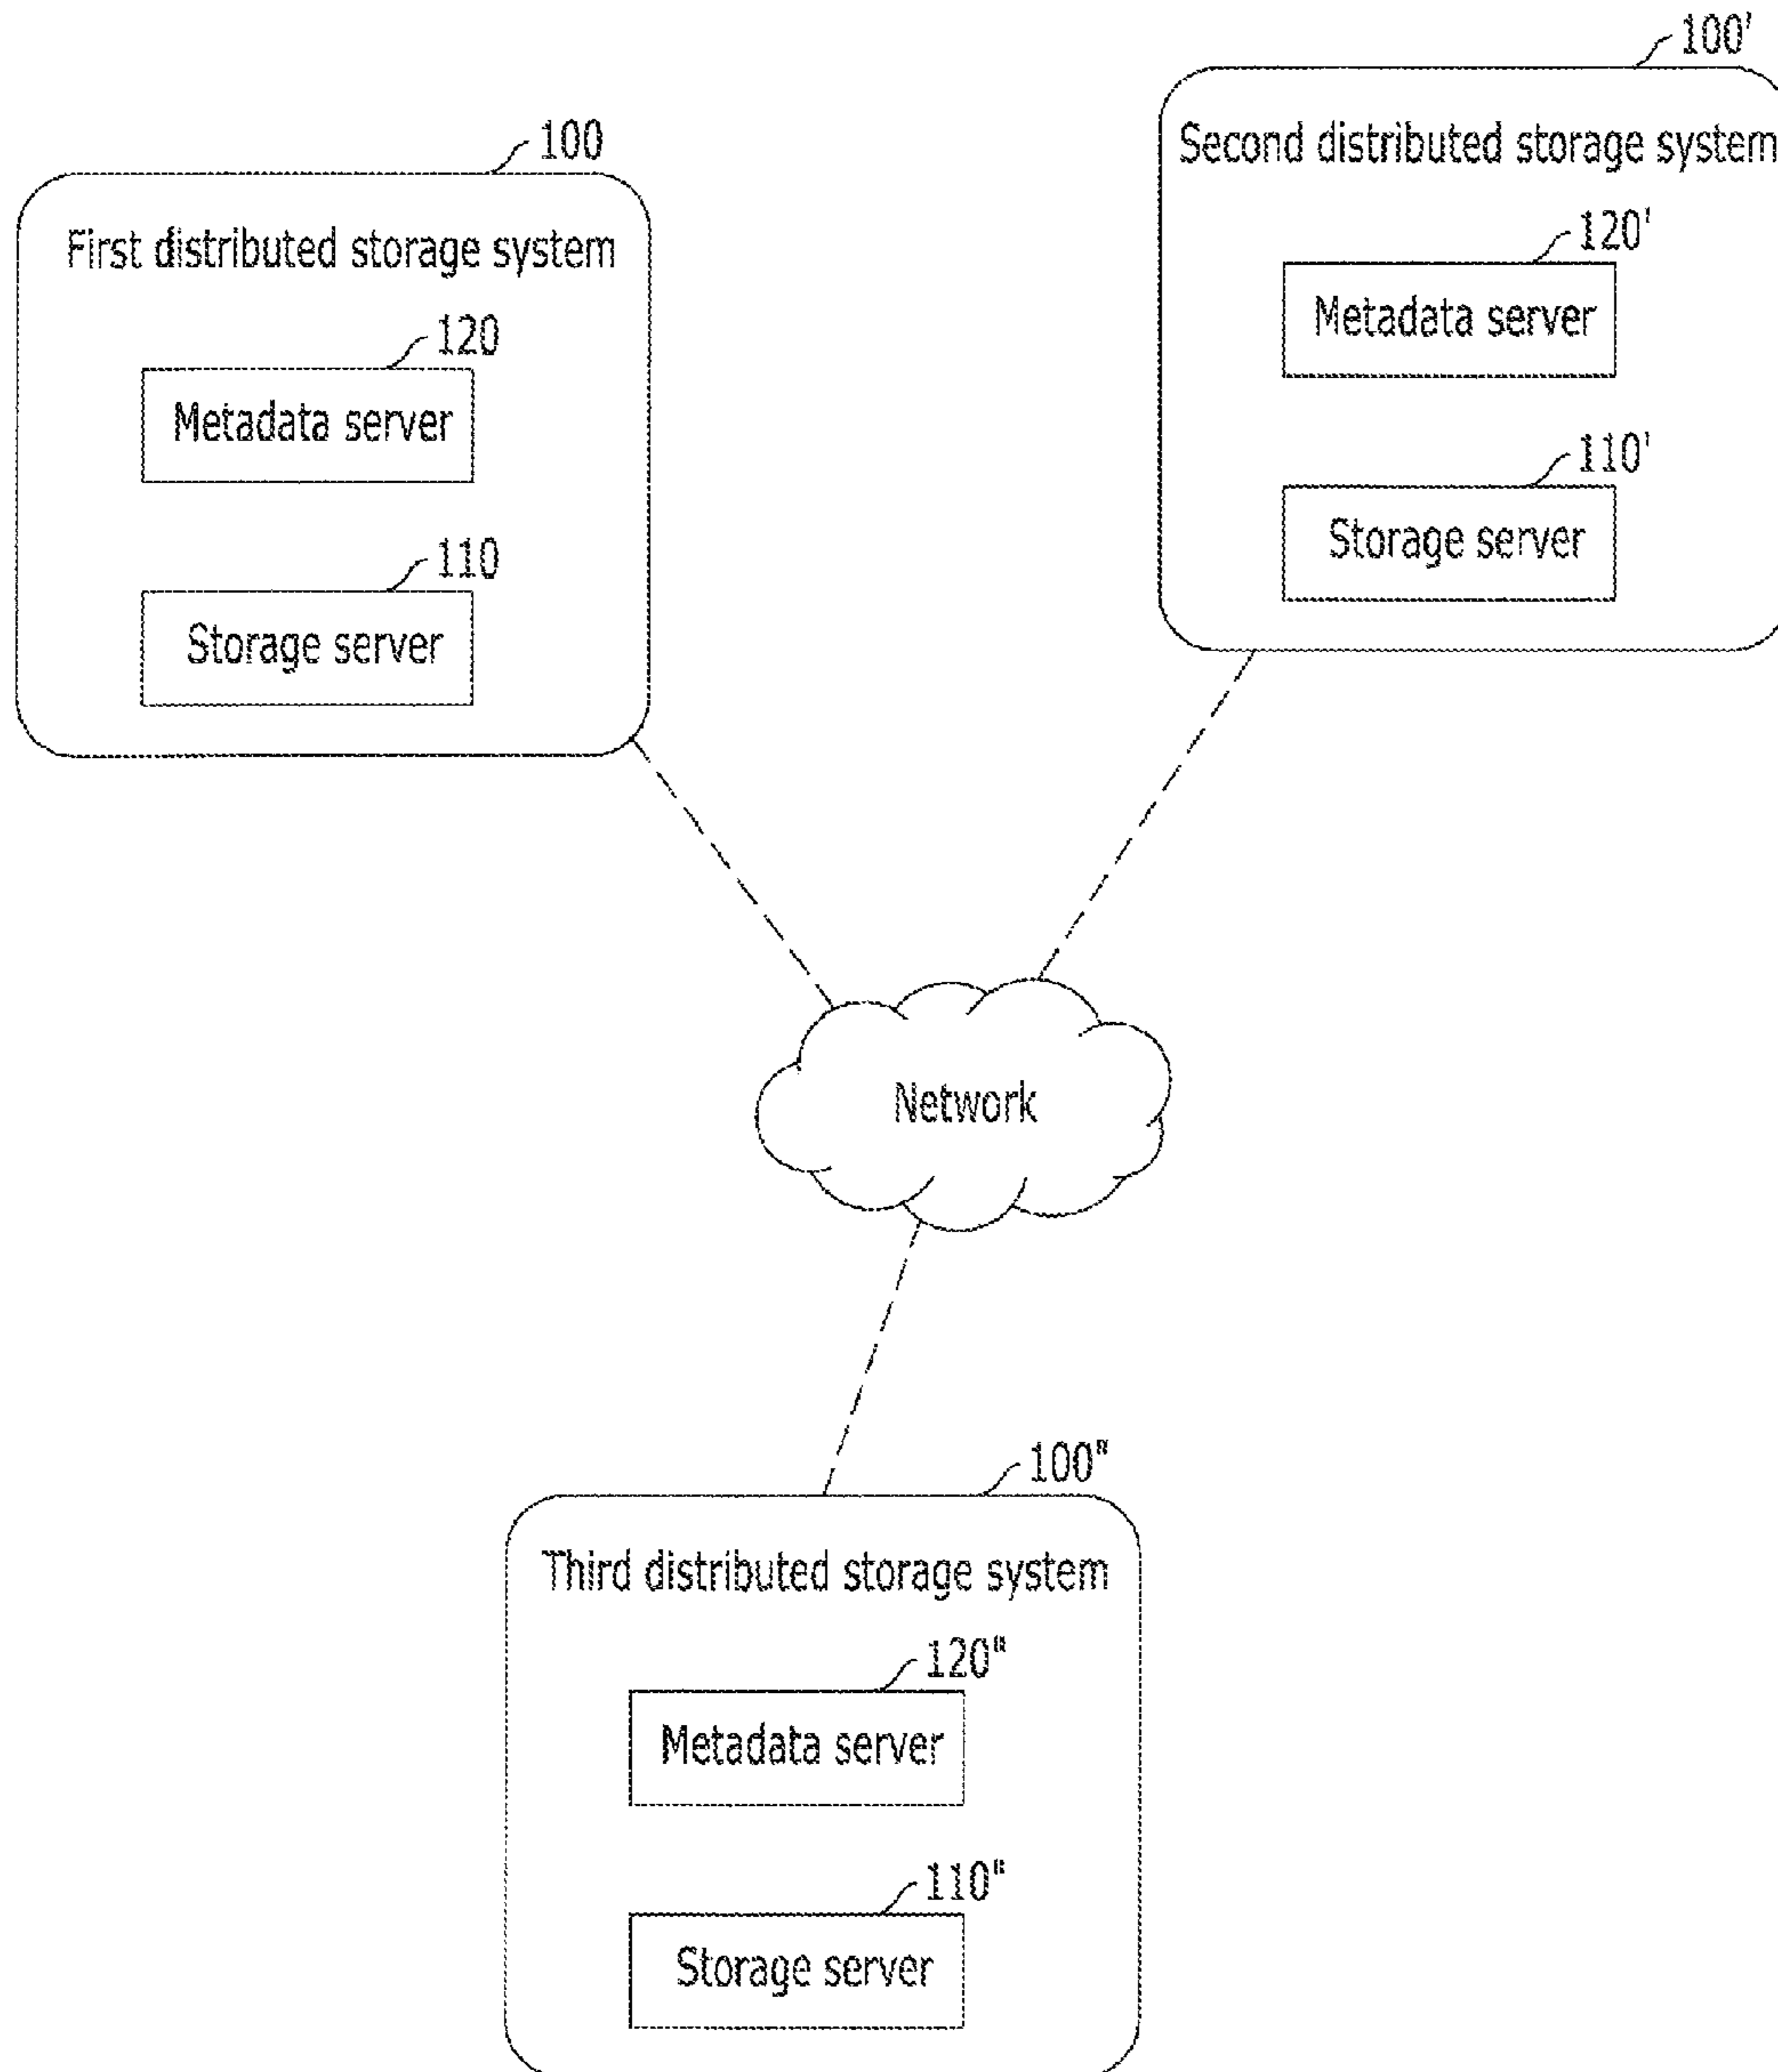 100'
Second distributed storage system
120'
Metadata server
110'
Storage server
100
First distributed storage system
120
Metadata server
110
Storage server
Network
100"
Third distributed storage system
120"
Metadata server
110"
Storage server